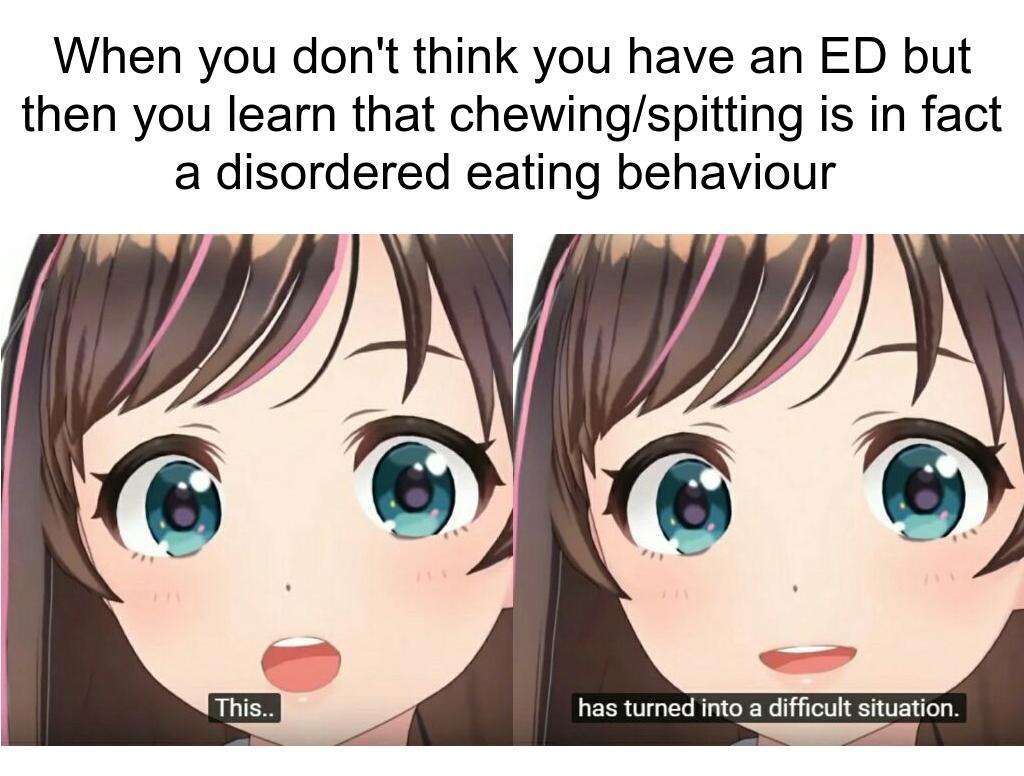 When you don't think you have an ED but
then you learn that chewing/spitting is in fact
a disordered eating behaviour
This..
has turned into a difficult situation.